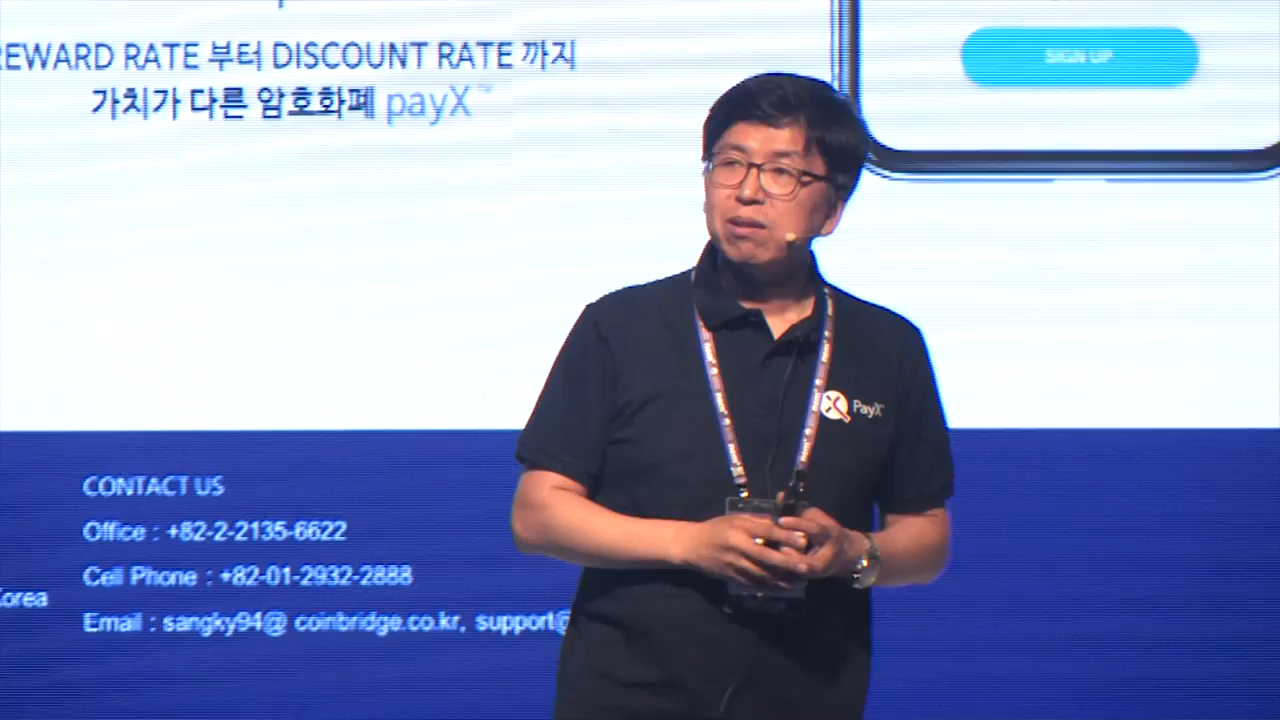 REWARD RATE 부터 DISCOUNT RATE 까지
가치가 다른 암호화폐 payX™
SIGN UP
PayX
CONTACT US
Office : +82-2-2135-6622
Cell Phone : +82-01-2932-2888
Korea
Email : sangky94@ coinbridge.co.kr, support@